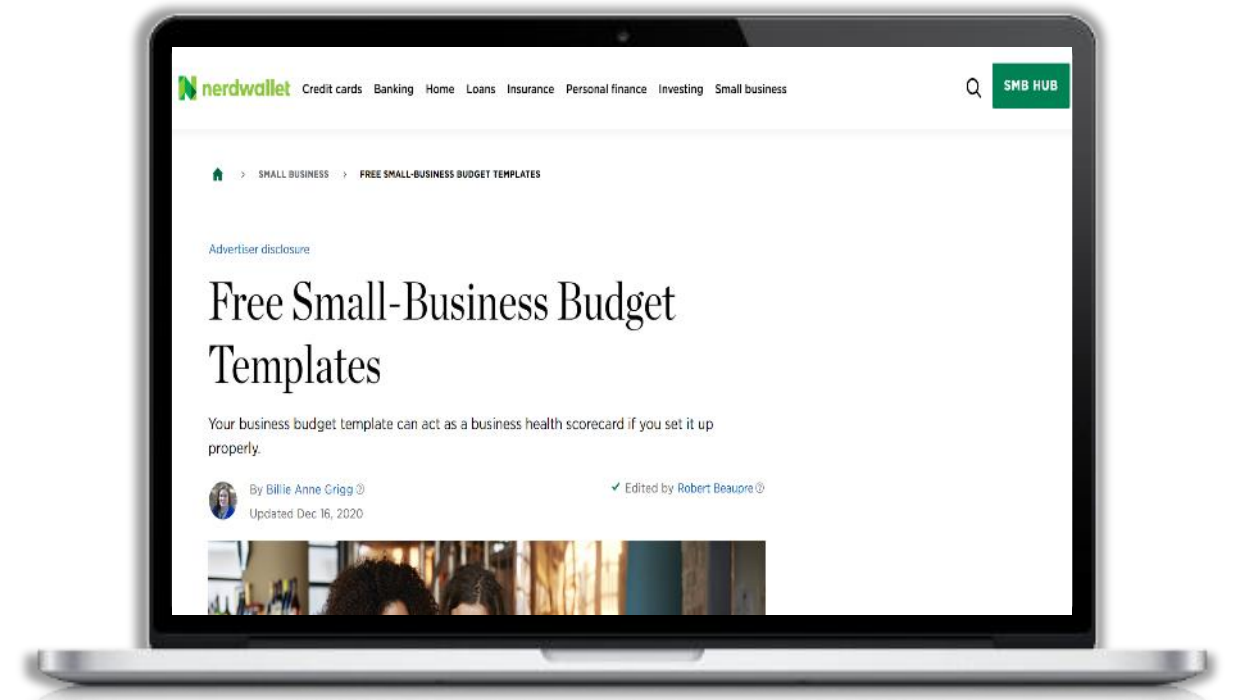 nerdwallet Credit cards Banking Home Loans Insurance Personal finance Investing Small business SMB HUB
> SMALL BUSINESS > FREE SMALL-BUSINESS BUDGET TEMPLATES
Advertiser disclosure
Free Small-Business Budget
Templates
Your business budget template can act as a business health scorecard if you set it up
properly.
By Billie Anne Grigg
✓ Edited by Robert Beaupre
Updated Dec 16, 2020